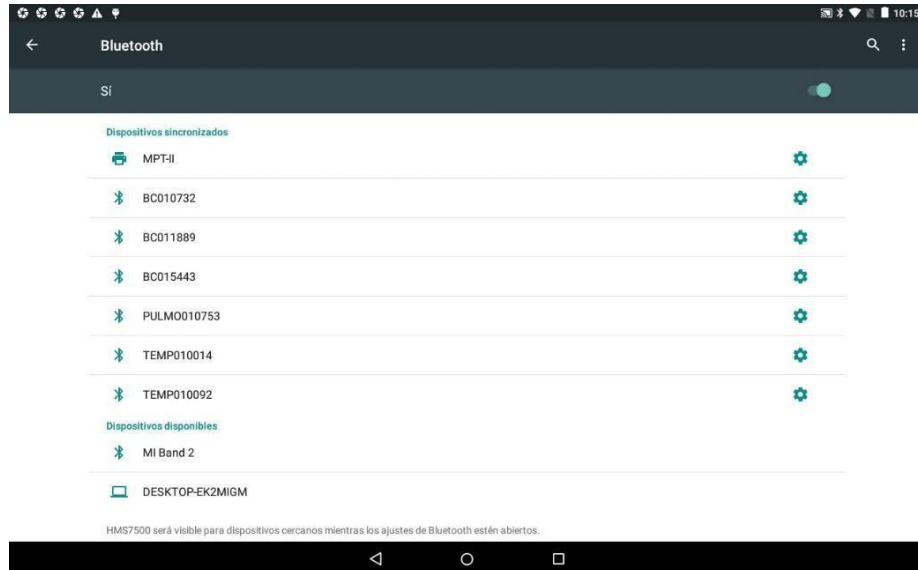 10:15
Bluetooth
Sí
Dispositivos sincronizados
MPT-II
BC010732
BC011889
BC015443
PULMO010753
TEMP010014
TEMP010092
Dispositivos disponibles
MI Band 2
DESKTOP-EK2MIGM
HMS7500 será visible para dispositivos cercanos mientras los ajustes de Bluetooth estén abiertos.